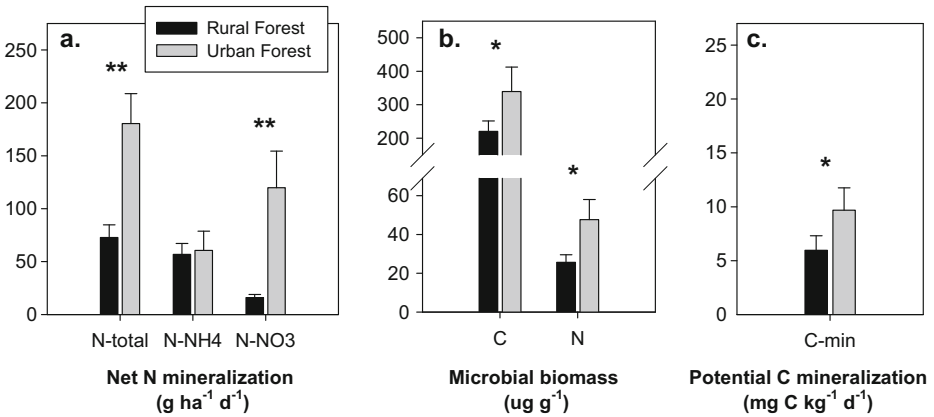 Rural Forest
Urban Forest
a.
250
200
150
100
50
0
**
**
N-total N-NH4 N-NO3
Net N mineralization
(g ha⁻¹ d⁻¹)
b.
600
500
400
300
200
60
40
20
0
*
*
C N
Microbial biomass
(ug g⁻¹)
c.
25
20
15
10
5
0
*
C-min
Potential C mineralization
(mg C kg⁻¹ d⁻¹)